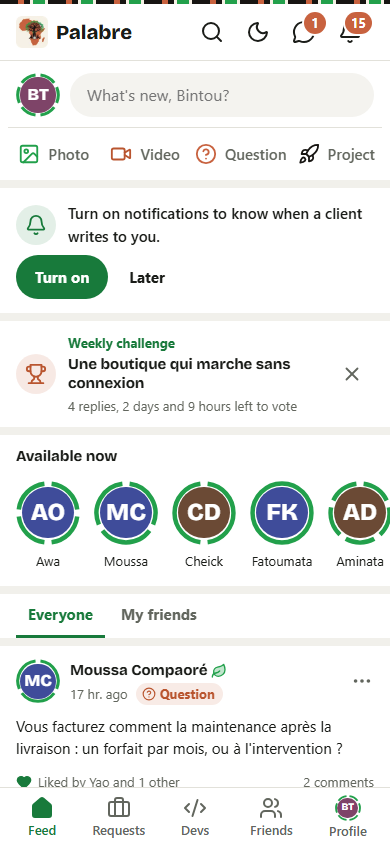 Palabre
1
15
BT
What's new, Bintou?
Photo
Video
Question
Project
Turn on notifications to know when a client
writes to you.
Turn on
Later
Weekly challenge
Une boutique qui marche sans
connexion
4 replies, 2 days and 9 hours left to vote
Available now
AO
MC
CD
FK
AD
Awa
Moussa
Cheick
Fatoumata
Aminata
Everyone
My friends
MC
Moussa Compaoré
17 hr. ago
Question
Vous facturez comment la maintenance après la
livraison : un forfait par mois, ou à l'intervention ?
Liked by Yao and 1 other
2 comments
Feed
Requests
Devs
Friends
BT
Profile